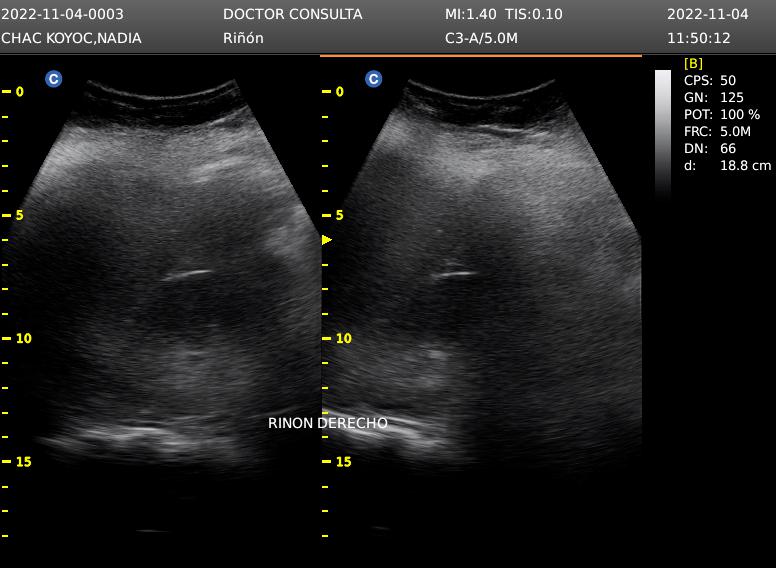 2022-11-04-0003 DOCTOR CONSULTA MI:1.40 TIS:0.10 2022-11-04
CHAC KOYOC,NADIA Riñón C3-A/5.0M 11:50:12
C C
[B]
CPS: 50
GN: 125
POT: 100 %
FRC: 5.0M
DN: 66
d: 18.8 cm
0 0
5 5
10 10
RINON DERECHO
15 15